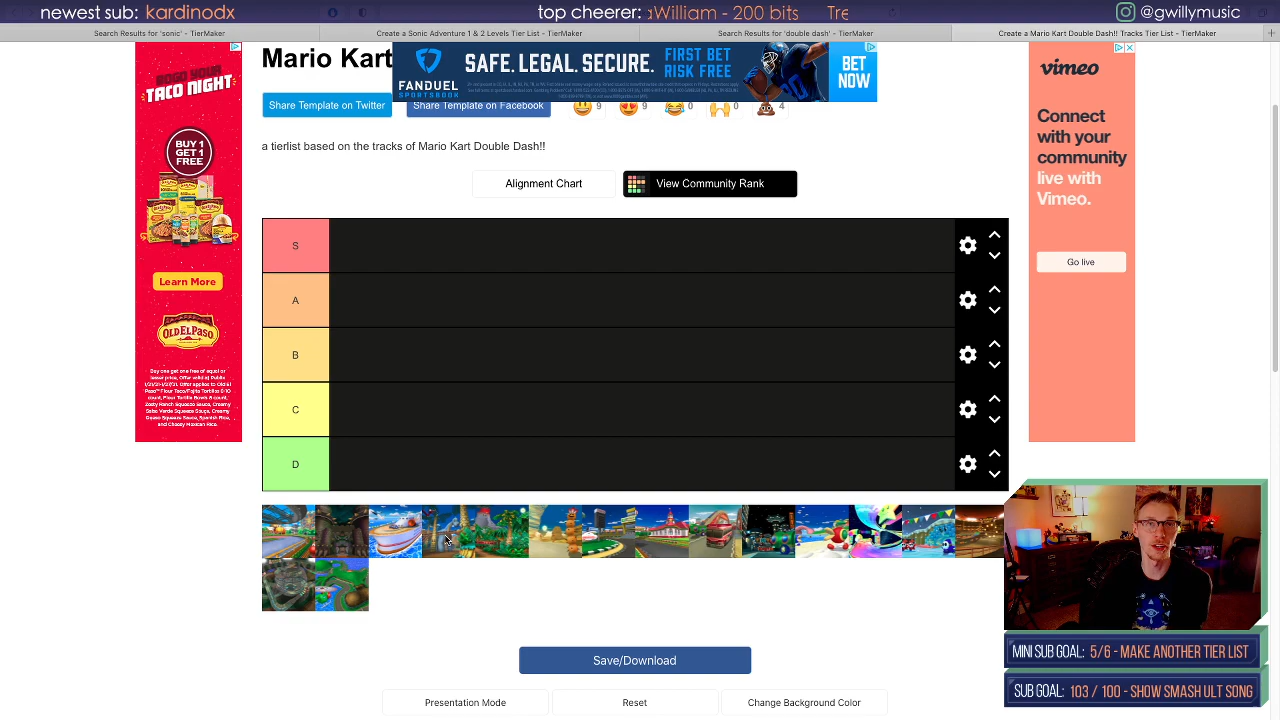 newest sub: kardinodx
top cheerer:
William - 200 bits
Tre
@gwillymusic
Search Results for 'sonic' - TierMaker
Create a Sonic Adventure 1 & 2 Levels Tier List - TierMaker
Search Results for 'double dash' - TierMaker
Create a Mario Kart Double Dash!! Tracks Tier List - TierMaker
Mario Kart
FANDUEL
SPORTSBOOK
SAFE. LEGAL. SECURE.
FIRST BET
RISK FREE
BET
NOW
Share Template on Twitter
Share Template on Facebook
9
9
0
0
4
a tierlist based on the tracks of Mario Kart Double Dash!!
Alignment Chart
View Community Rank
S
A
B
C
D
Save/Download
Presentation Mode
Reset
Change Background Color
BOGO YOUR
TACO NIGHT
BUY 1
GET 1
FREE
Learn More
OLD EL PASO
vimeo
Connect
with your
community
live with
Vimeo.
Go live
MINI SUB GOAL: 5/6 - MAKE ANOTHER TIER LIST
SUB GOAL: 103 / 100 - SHOW SMASH ULT SONG